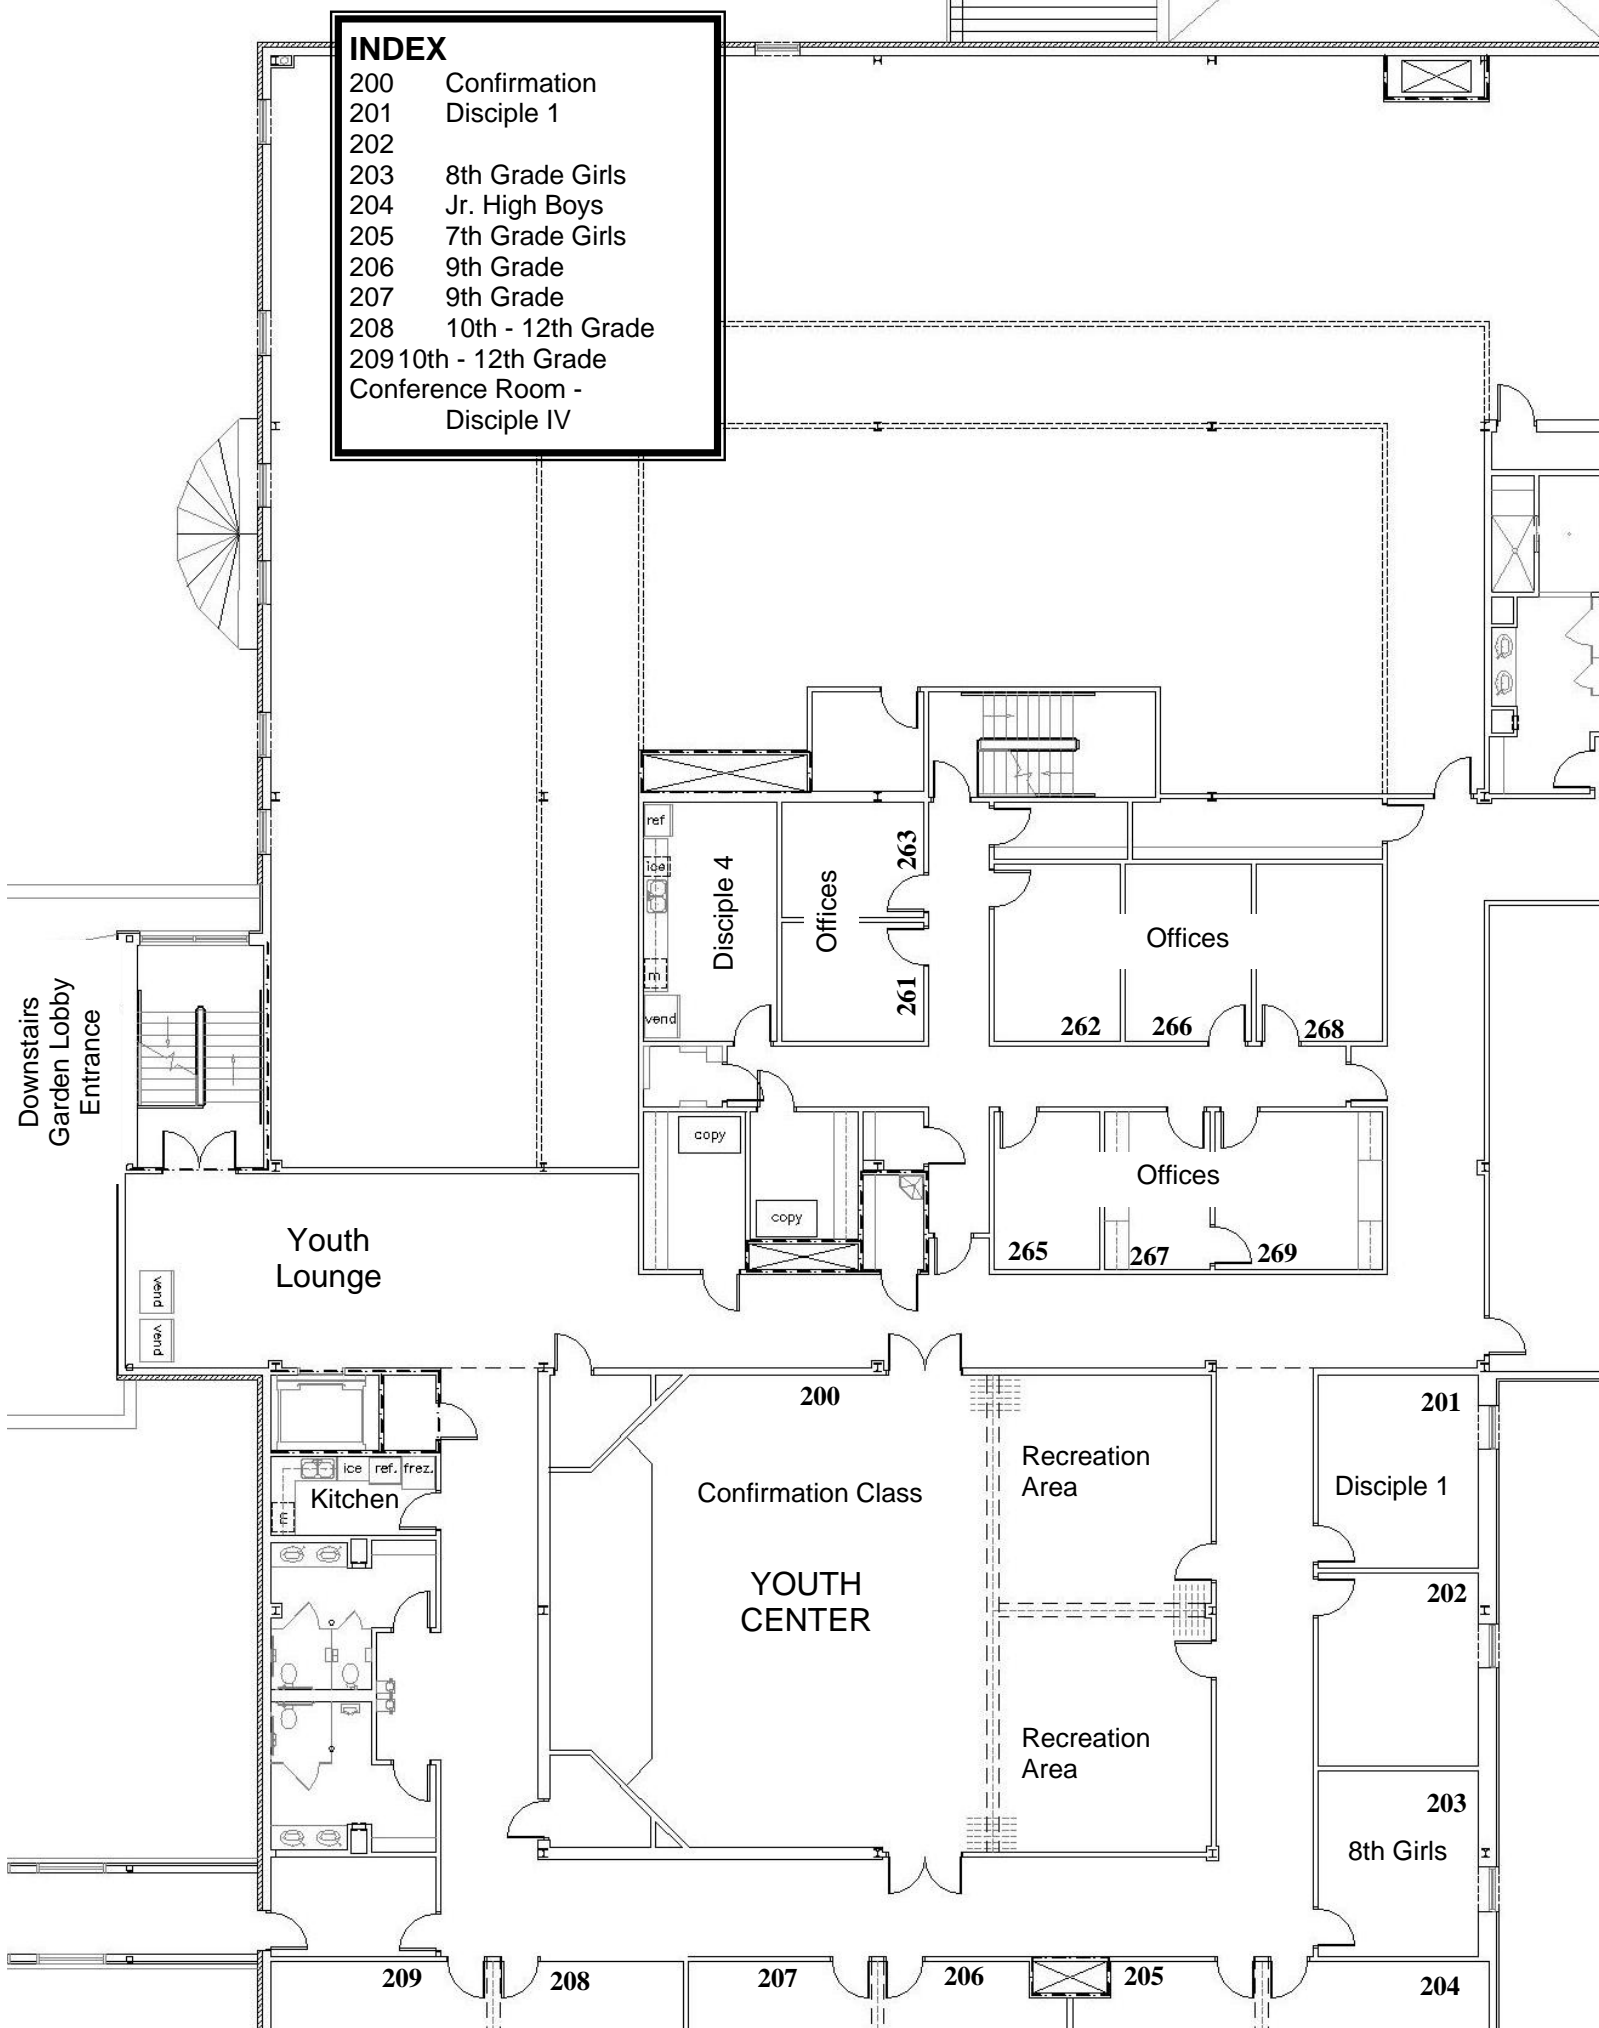 INDEX
200 Confirmation
201 Disciple 1
202
203 8th Grade Girls
204 Jr. High Boys
205 7th Grade Girls
206 9th Grade
207 9th Grade
208 10th - 12th Grade
209 10th - 12th Grade
Conference Room -
Disciple IV
ref
ice
m
vend
Disciple 4
Offices
263
261
Offices
262
266
268
Downstairs
Garden Lobby
Entrance
copy
copy
Offices
265
267
269
Youth
Lounge
vend
vend
200
201
Recreation
Area
Disciple 1
ice
ref.
frez.
Kitchen
m
Confirmation Class
YOUTH
CENTER
202
Recreation
Area
203
8th Girls
209
208
207
206
205
204